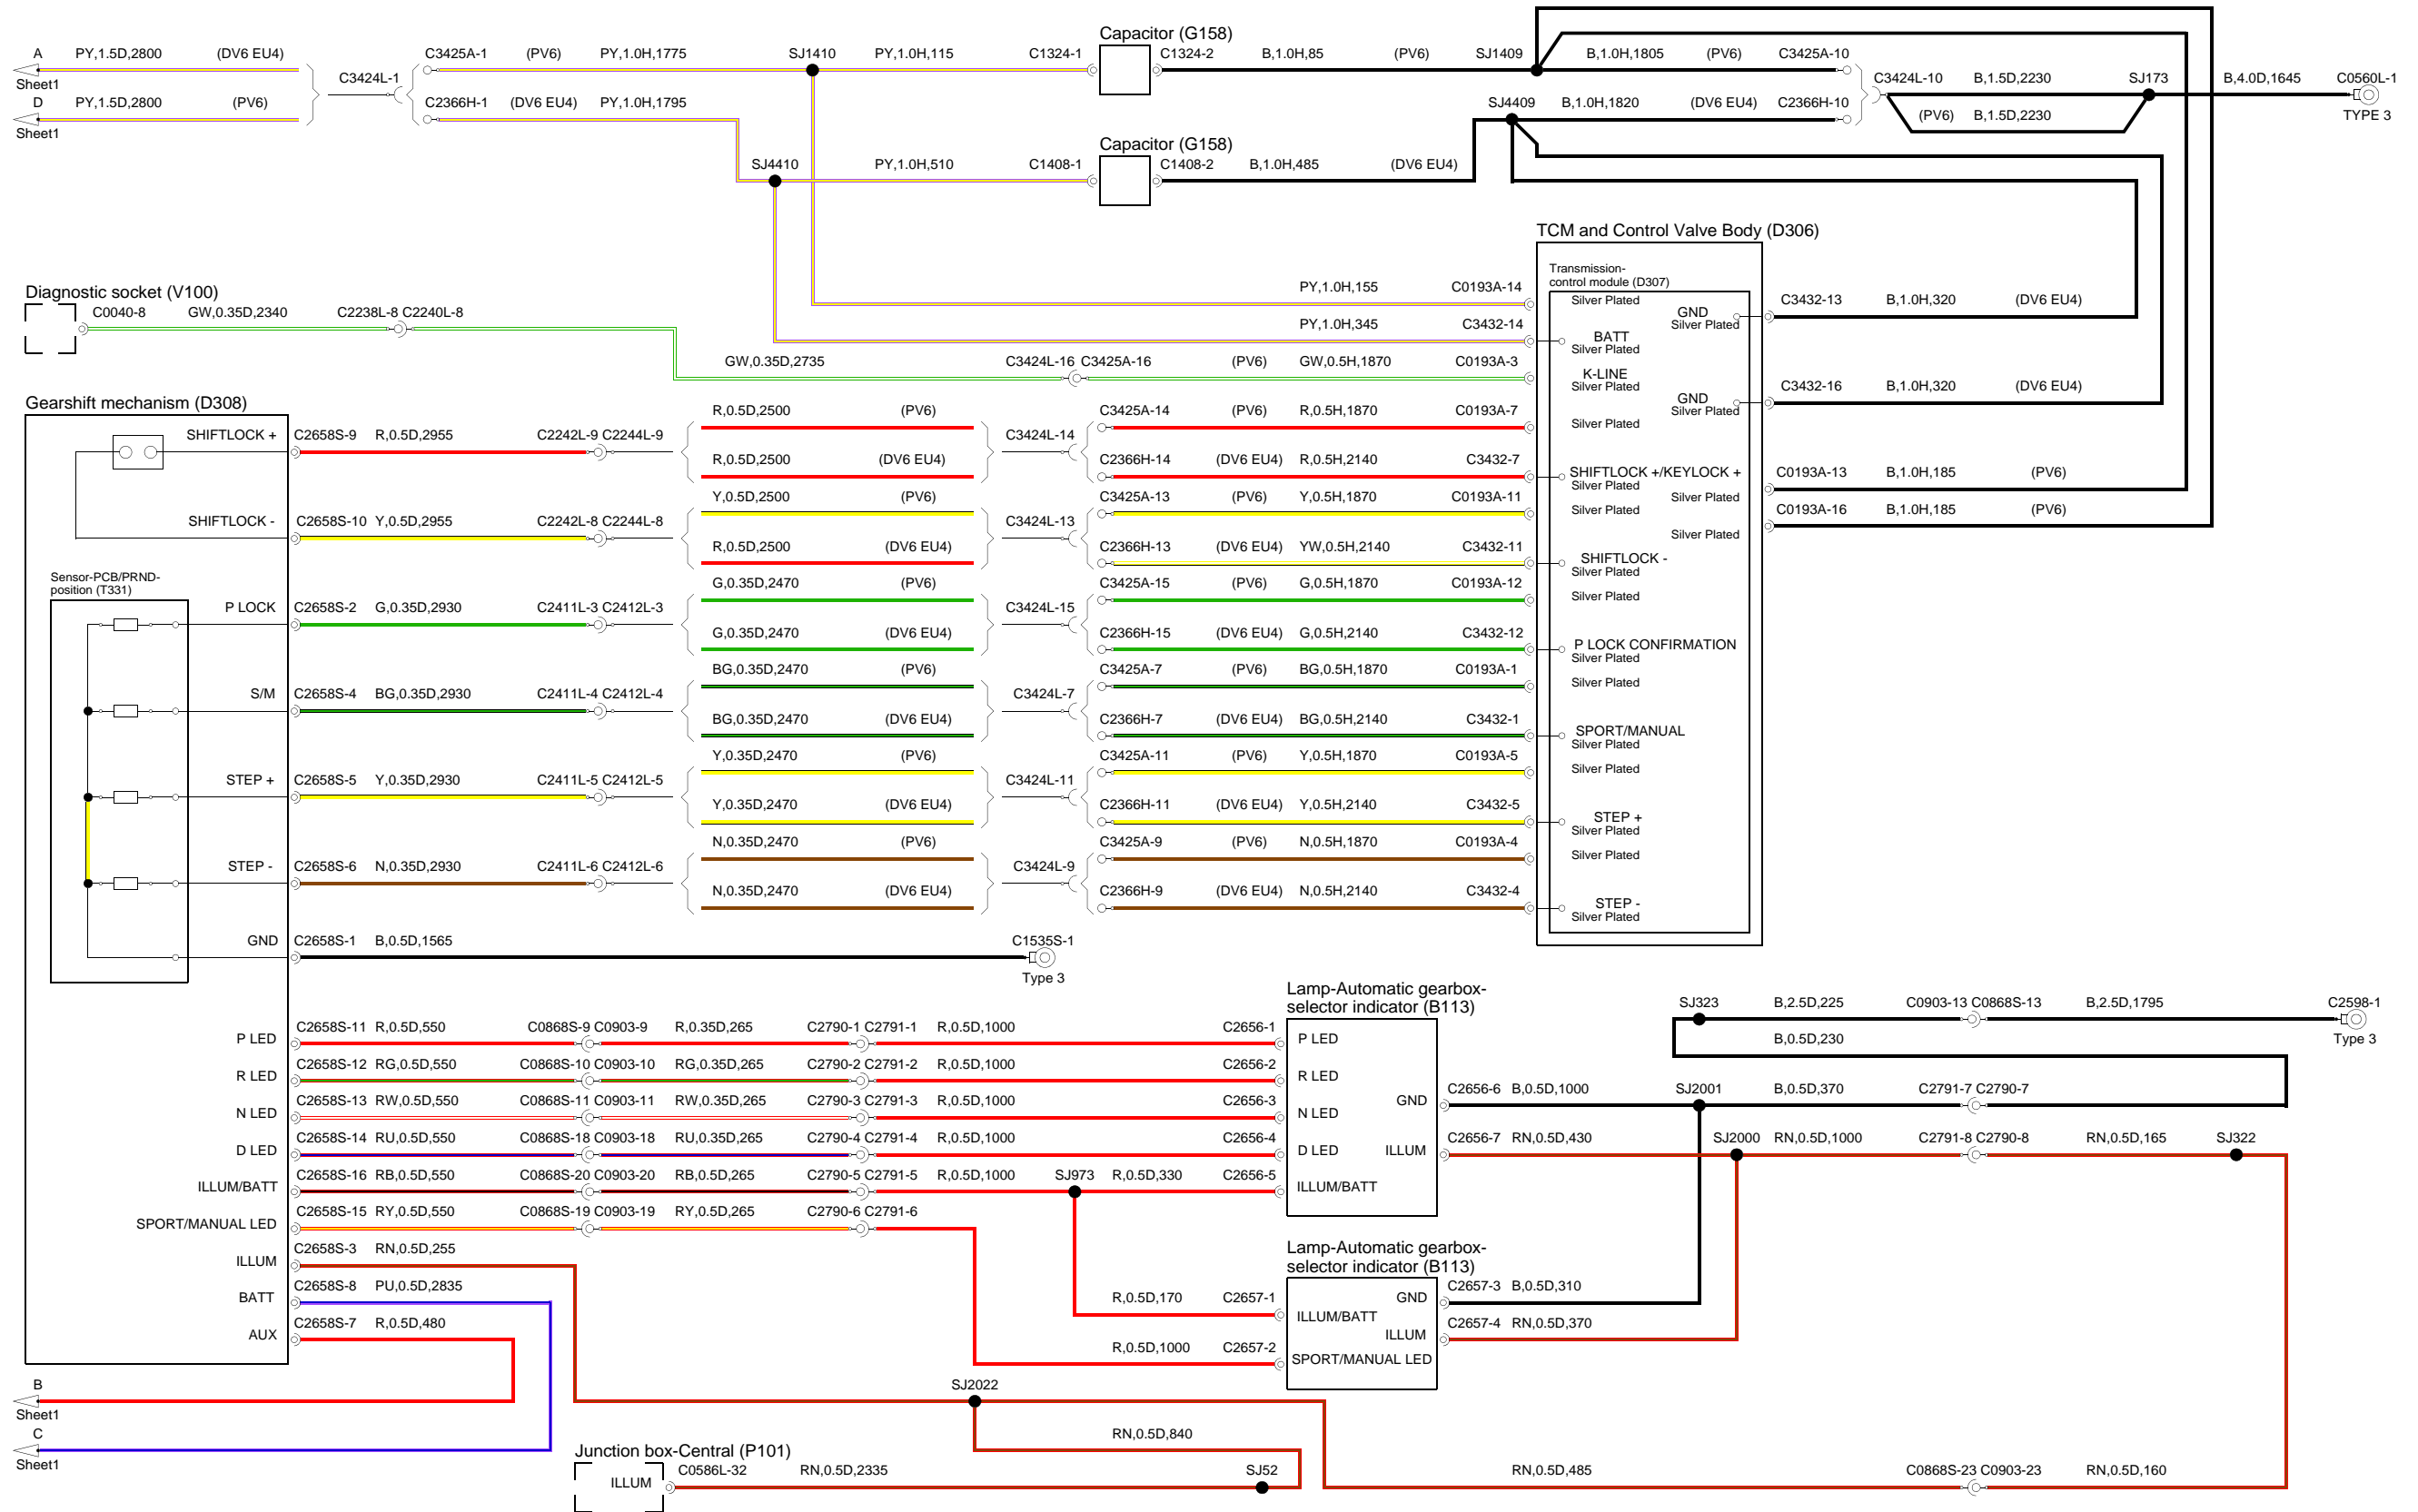 Capacitor (G158)
A PY,1.5D,2800 (DV6 EU4) C3425A-1 (PV6) PY,1.0H,1775 SJ1410 PY,1.0H,115 C1324-1 C1324-2 B,1.0H,85 (PV6) SJ1409 B,1.0H,1805 (PV6) C3425A-10
Sheet1 C3424L-1 C3424L-10 B,1.5D,2230 SJ173 B,4.0D,1645 C0560L-1
D PY,1.5D,2800 (PV6) C2366H-1 (DV6 EU4) PY,1.0H,1795 SJ4409 B,1.0H,1820 (DV6 EU4) C2366H-10
(PV6) B,1.5D,2230 TYPE 3
Sheet1
Capacitor (G158)
SJ4410 PY,1.0H,510 C1408-1 C1408-2 B,1.0H,485 (DV6 EU4)
TCM and Control Valve Body (D306)
Transmission-
control module (D307)
Diagnostic socket (V100) PY,1.0H,155 C0193A-14 Silver Plated GND C3432-13 B,1.0H,320 (DV6 EU4)
C0040-8 GW,0.35D,2340 C2238L-8 C2240L-8 Silver Plated
PY,1.0H,345 C3432-14 BATT
Silver Plated
GW,0.35D,2735 C3424L-16 C3425A-16 (PV6) GW,0.5H,1870 C0193A-3 K-LINE
Silver Plated C3432-16 B,1.0H,320 (DV6 EU4)
Gearshift mechanism (D308) GND
Silver Plated
R,0.5D,2500 (PV6) C3425A-14 (PV6) R,0.5H,1870 C0193A-7 Silver Plated
SHIFTLOCK + C2658S-9 R,0.5D,2955 C2242L-9 C2244L-9 C3424L-14
R,0.5D,2500 (DV6 EU4) C2366H-14 (DV6 EU4) R,0.5H,2140 C3432-7 SHIFTLOCK +/KEYLOCK + C0193A-13 B,1.0H,185 (PV6)
Silver Plated
Silver Plated
Y,0.5D,2500 (PV6) C3425A-13 (PV6) Y,0.5H,1870 C0193A-11 Silver Plated C0193A-16 B,1.0H,185 (PV6)
SHIFTLOCK - C2658S-10 Y,0.5D,2955 C2242L-8 C2244L-8 C3424L-13
Silver Plated
R,0.5D,2500 (DV6 EU4) C2366H-13 (DV6 EU4) YW,0.5H,2140 C3432-11 SHIFTLOCK -
Silver Plated
Sensor-PCB/PRND-
position (T331)
G,0.35D,2470 (PV6) C3425A-15 (PV6) G,0.5H,1870 C0193A-12 Silver Plated
P LOCK C2658S-2 G,0.35D,2930 C2411L-3 C2412L-3 C3424L-15
G,0.35D,2470 (DV6 EU4) C2366H-15 (DV6 EU4) G,0.5H,2140 C3432-12 P LOCK CONFIRMATION
Silver Plated
BG,0.35D,2470 (PV6) C3425A-7 (PV6) BG,0.5H,1870 C0193A-1 Silver Plated
S/M C2658S-4 BG,0.35D,2930 C2411L-4 C2412L-4 C3424L-7
BG,0.35D,2470 (DV6 EU4) C2366H-7 (DV6 EU4) BG,0.5H,2140 C3432-1 SPORT/MANUAL
Silver Plated
Y,0.35D,2470 (PV6) C3425A-11 (PV6) Y,0.5H,1870 C0193A-5 Silver Plated
STEP + C2658S-5 Y,0.35D,2930 C2411L-5 C2412L-5 C3424L-11
Y,0.35D,2470 (DV6 EU4) C2366H-11 (DV6 EU4) Y,0.5H,2140 C3432-5 STEP +
Silver Plated
N,0.35D,2470 (PV6) C3425A-9 (PV6) N,0.5H,1870 C0193A-4 Silver Plated
STEP - C2658S-6 N,0.35D,2930 C2411L-6 C2412L-6 C3424L-9
N,0.35D,2470 (DV6 EU4) C2366H-9 (DV6 EU4) N,0.5H,2140 C3432-4 STEP -
Silver Plated
GND C2658S-1 B,0.5D,1565 C1535S-1
Type 3
Lamp-Automatic gearbox-
selector indicator (B113)
SJ323 B,2.5D,225 C0903-13 C0868S-13 B,2.5D,1795 C2598-1
Type 3
P LED C2658S-11 R,0.5D,550 C0868S-9 C0903-9 R,0.35D,265 C2790-1 C2791-1 R,0.5D,1000 C2656-1 P LED B,0.5D,230
R LED C2658S-12 RG,0.5D,550 C0868S-10 C0903-10 RG,0.35D,265 C2790-2 C2791-2 R,0.5D,1000 C2656-2 R LED
N LED C2658S-13 RW,0.5D,550 C0868S-11 C0903-11 RW,0.35D,265 C2790-3 C2791-3 R,0.5D,1000 C2656-3 N LED GND C2656-6 B,0.5D,1000 SJ2001 B,0.5D,370 C2791-7 C2790-7
D LED C2658S-14 RU,0.5D,550 C0868S-18 C0903-18 RU,0.35D,265 C2790-4 C2791-4 R,0.5D,1000 C2656-4 D LED ILLUM C2656-7 RN,0.5D,430 SJ2000 RN,0.5D,1000 C2791-8 C2790-8 RN,0.5D,165 SJ322
ILLUM/BATT C2658S-16 RB,0.5D,550 C0868S-20 C0903-20 RB,0.5D,265 C2790-5 C2791-5 R,0.5D,1000 SJ973 R,0.5D,330 C2656-5 ILLUM/BATT
SPORT/MANUAL LED C2658S-15 RY,0.5D,550 C0868S-19 C0903-19 RY,0.5D,265 C2790-6 C2791-6
ILLUM C2658S-3 RN,0.5D,255
Lamp-Automatic gearbox-
selector indicator (B113)
BATT C2658S-8 PU,0.5D,2835
R,0.5D,170 C2657-1 ILLUM/BATT GND C2657-3 B,0.5D,310
AUX C2658S-7 R,0.5D,480
ILLUM C2657-4 RN,0.5D,370
R,0.5D,1000 C2657-2 SPORT/MANUAL LED
B SJ2022
Sheet1
C RN,0.5D,840
Sheet1
Junction box-Central (P101)
ILLUM C0586L-32 RN,0.5D,2335 SJ52 RN,0.5D,485 C0868S-23 C0903-23 RN,0.5D,160